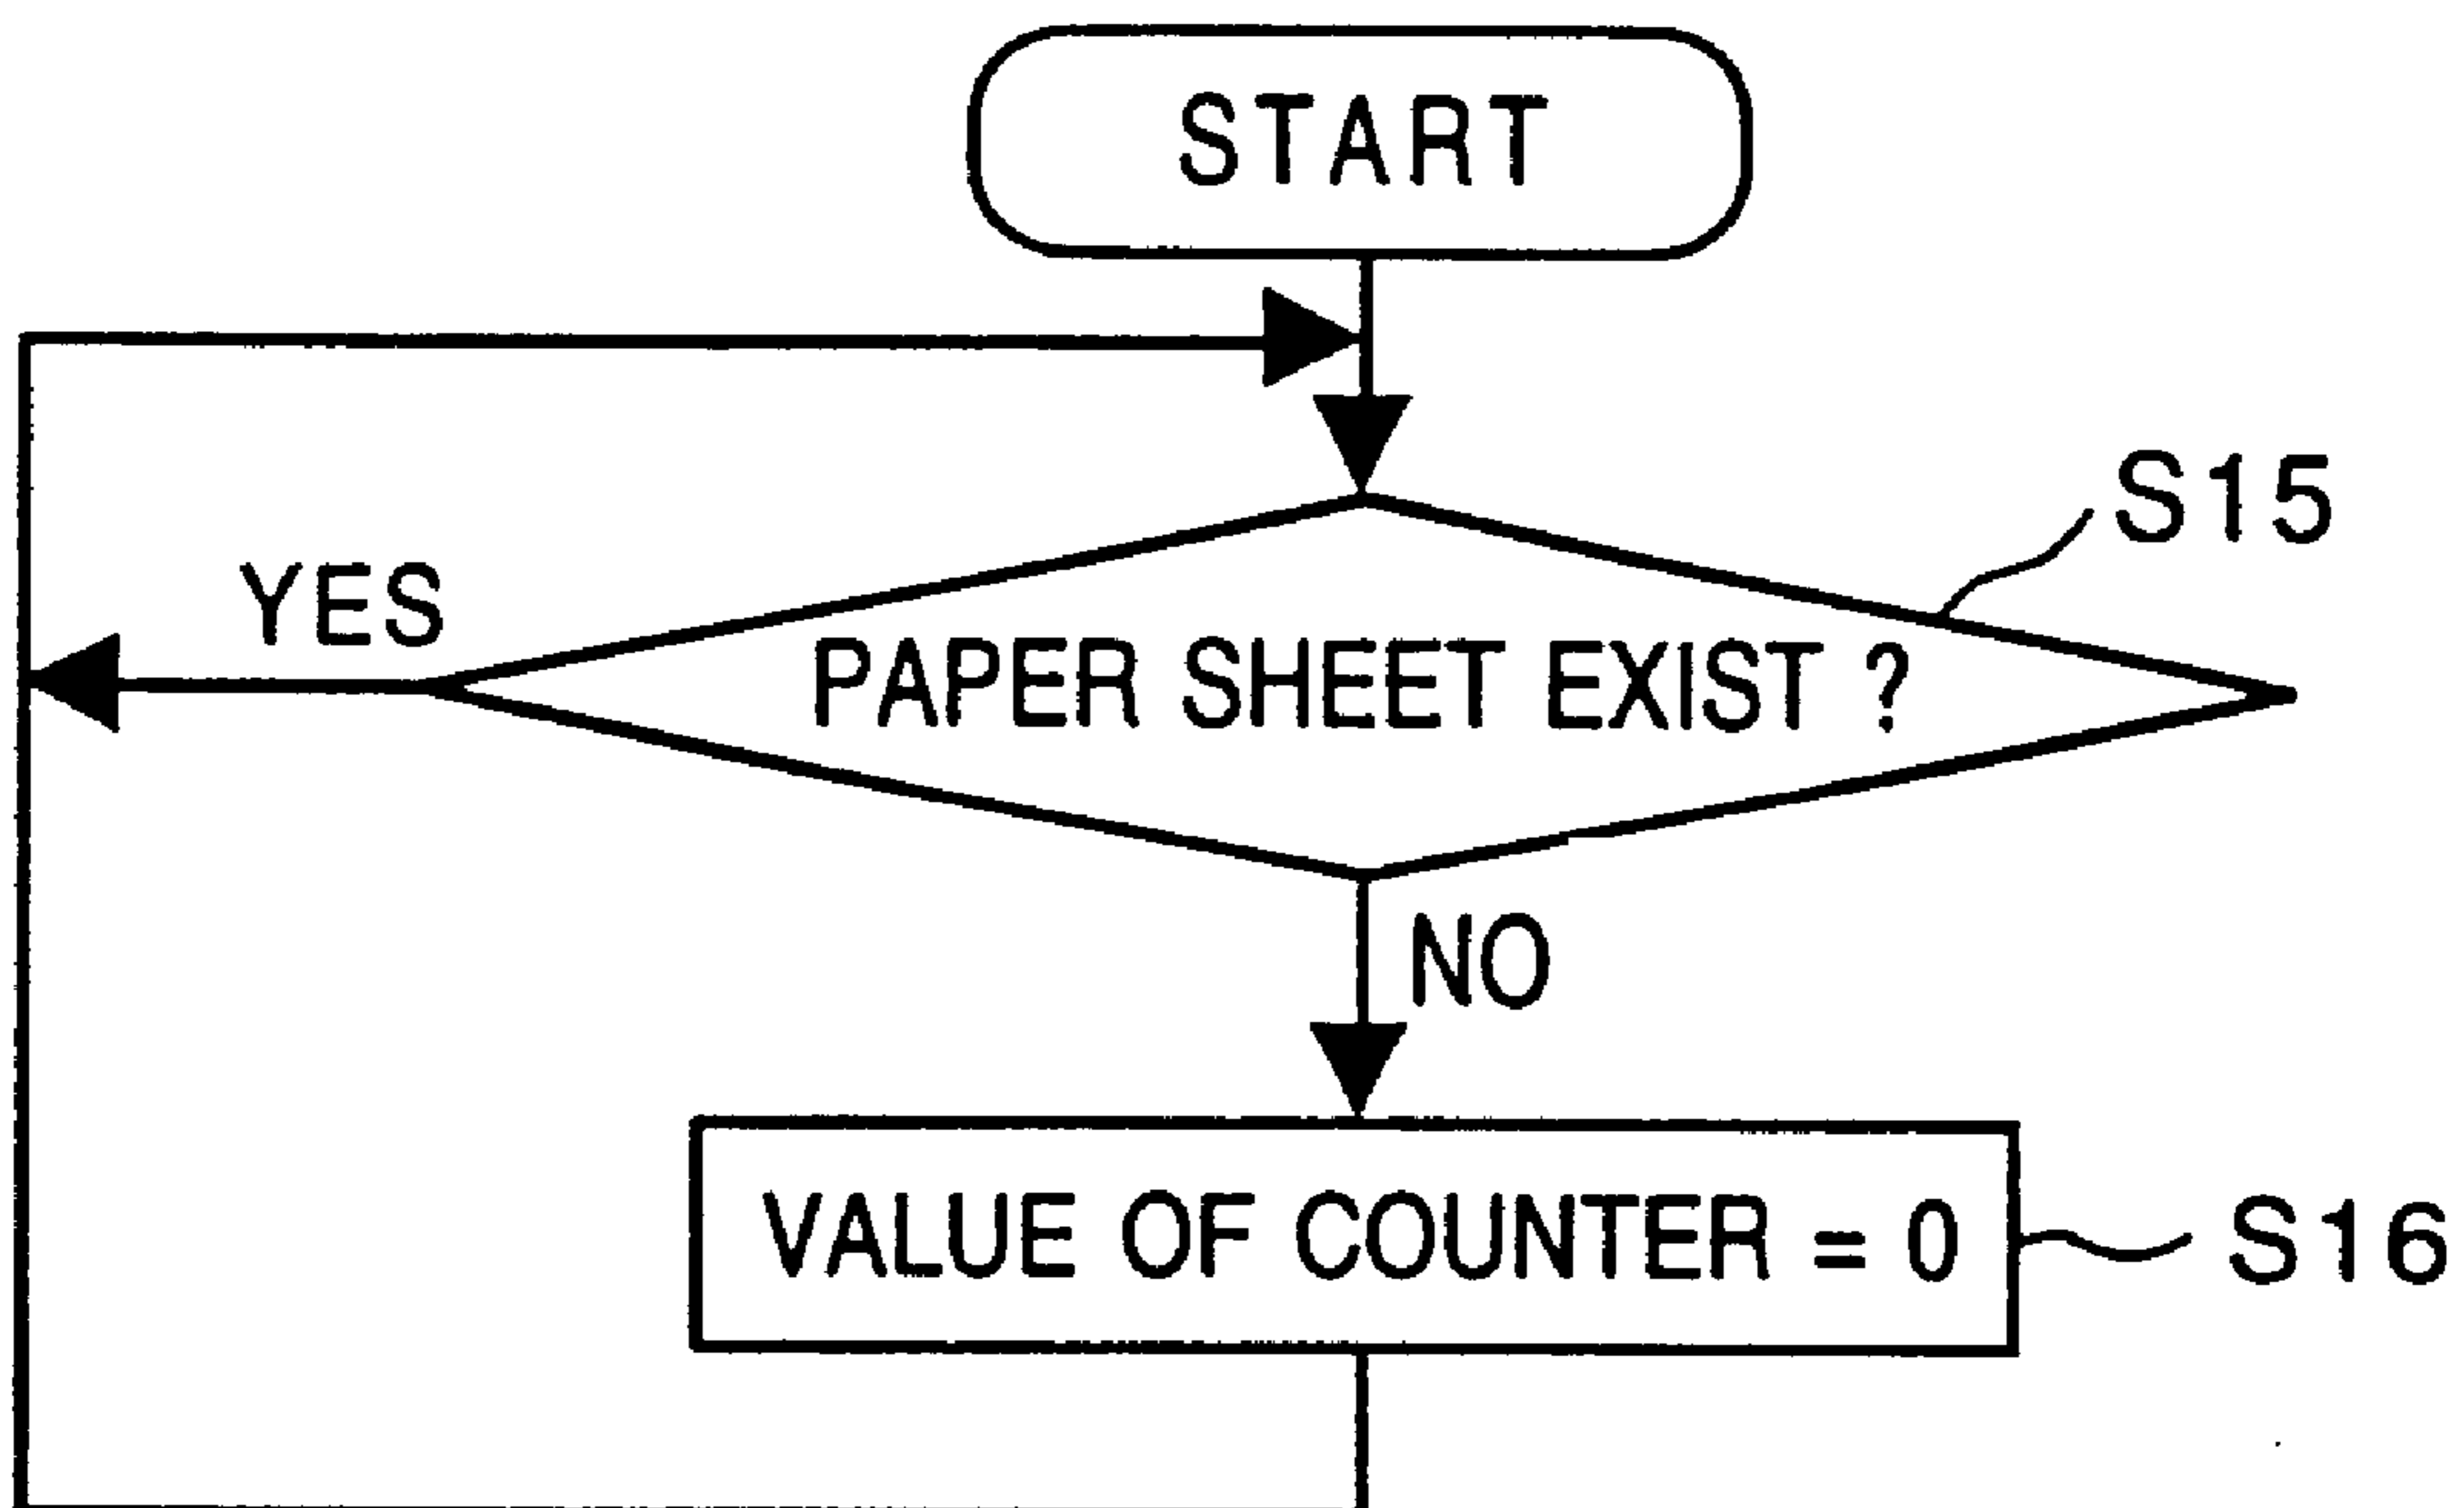 START
S15
YES
PAPER SHEET EXIST ?
NO
VALUE OF COUNTER = 0
S16